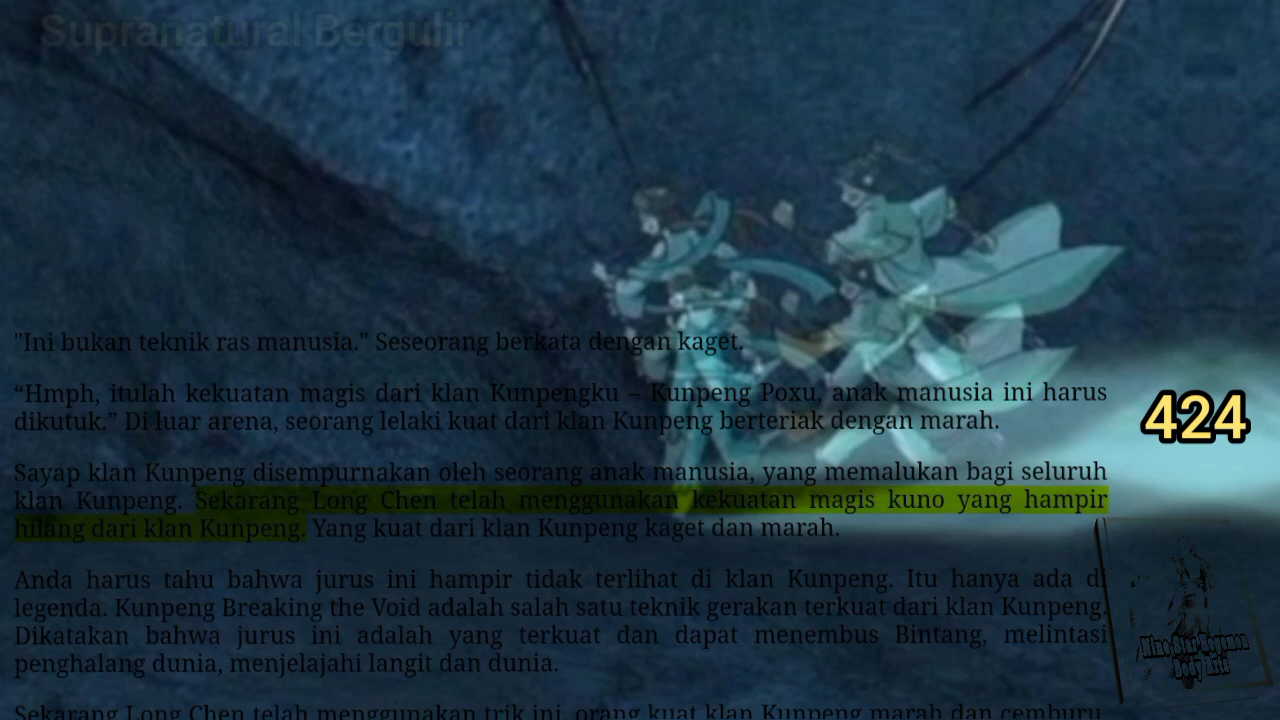 Supranatural Bergulir
"Ini bukan teknik ras manusia." Seseorang berkata dengan kaget.
“Hmph, itulah kekuatan magis dari klan Kunpengku – Kunpeng Poxu, anak manusia ini harus
dikutuk.” Di luar arena, seorang lelaki kuat dari klan Kunpeng berteriak dengan marah.
424
Sayap klan Kunpeng disempurnakan oleh seorang anak manusia, yang memalukan bagi seluruh
klan Kunpeng. Sekarang Long Chen telah menggunakan kekuatan magis kuno yang hampir
hilang dari klan Kunpeng. Yang kuat dari klan Kunpeng kaget dan marah.
Anda harus tahu bahwa jurus ini hampir tidak terlihat di klan Kunpeng. Itu hanya ada di
legenda. Kunpeng Breaking the Void adalah salah satu teknik gerakan terkuat dari klan Kunpeng.
Dikatakan bahwa jurus ini adalah yang terkuat dan dapat menembus Bintang, melintasi
penghalang dunia, menjelajahi langit dan dunia.
Nine Star Hegemon
Body Arts
Sekarang Long Chen telah menggunakan trik ini, orang kuat klan Kunpeng marah dan cemburu.